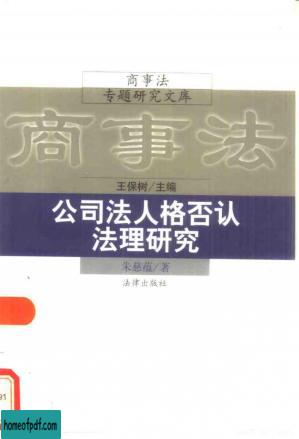 商事法
专题研究文库
商事法
王保树/主编
公司法人格否认
法理研究
朱慈蕴/著
法律出版社
91
homeofpdf.com